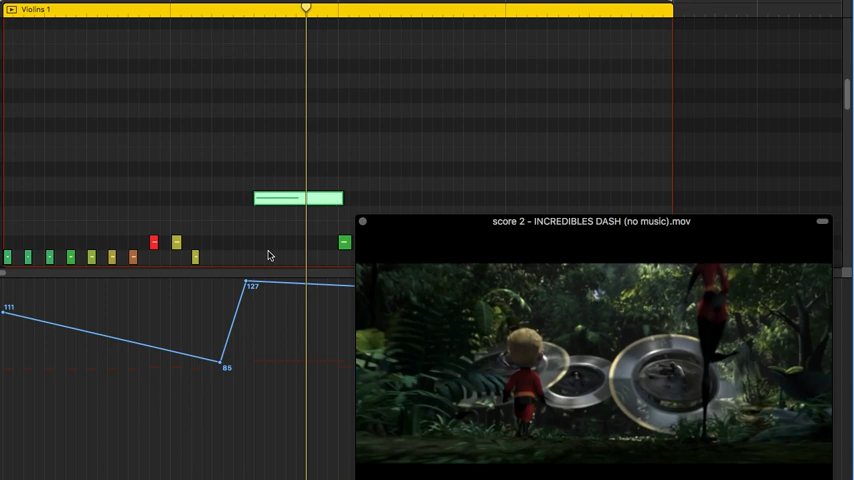 Violins 1
score 2 - INCREDIBLES DASH (no music).mov
111
127
85